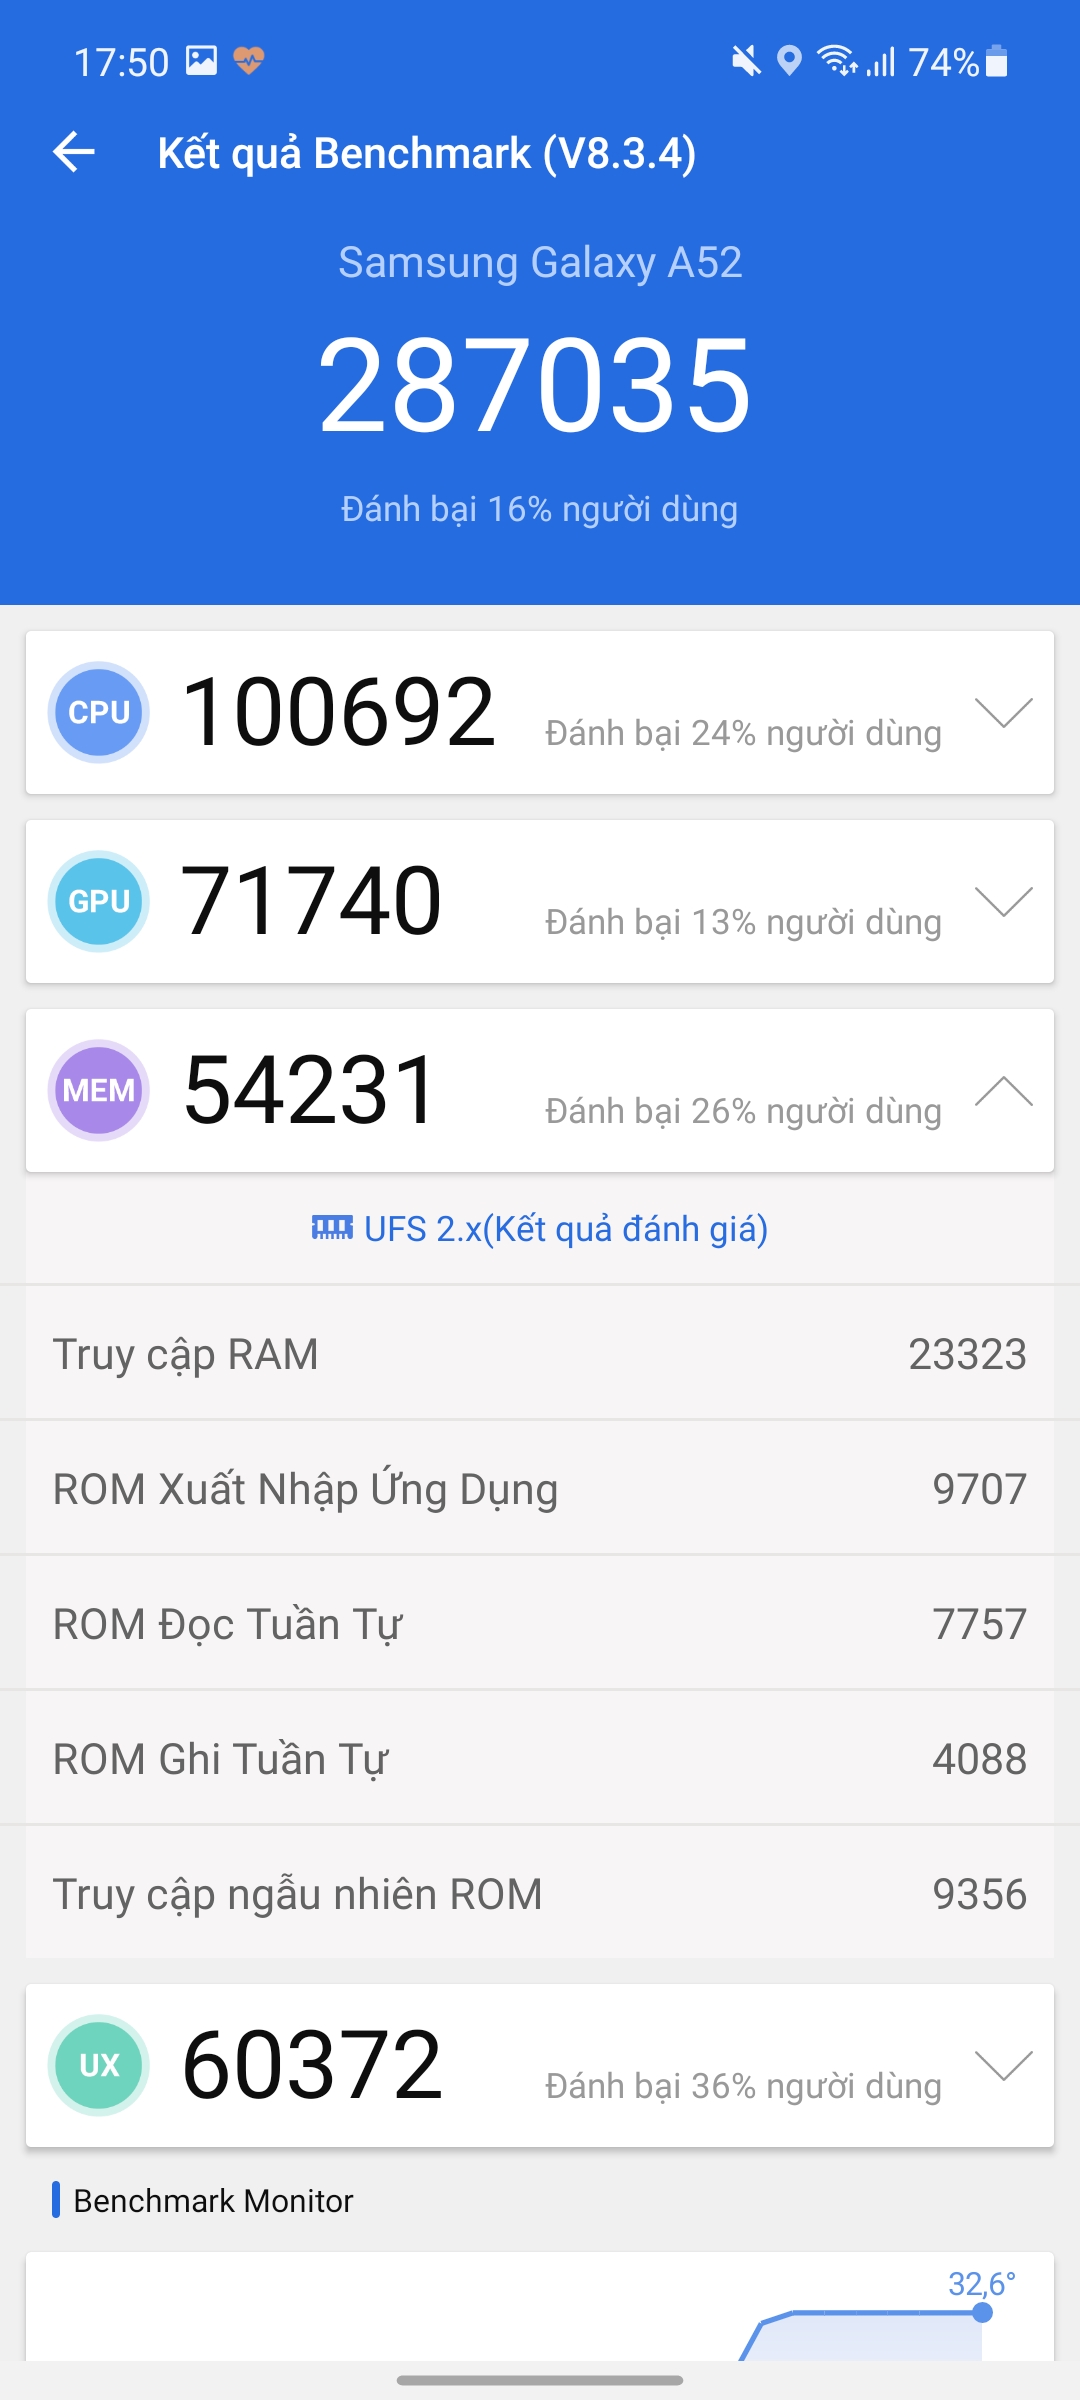 17:50 74%
Kết quả Benchmark (V8.3.4)
Samsung Galaxy A52
287035
Đánh bại 16% người dùng
CPU 100692 Đánh bại 24% người dùng
GPU 71740 Đánh bại 13% người dùng
MEM 54231 Đánh bại 26% người dùng
UFS 2.x(Kết quả đánh giá)
Truy cập RAM 23323
ROM Xuất Nhập Ứng Dụng 9707
ROM Đọc Tuần Tự 7757
ROM Ghi Tuần Tự 4088
Truy cập ngẫu nhiên ROM 9356
UX 60372 Đánh bại 36% người dùng
Benchmark Monitor
32,6°